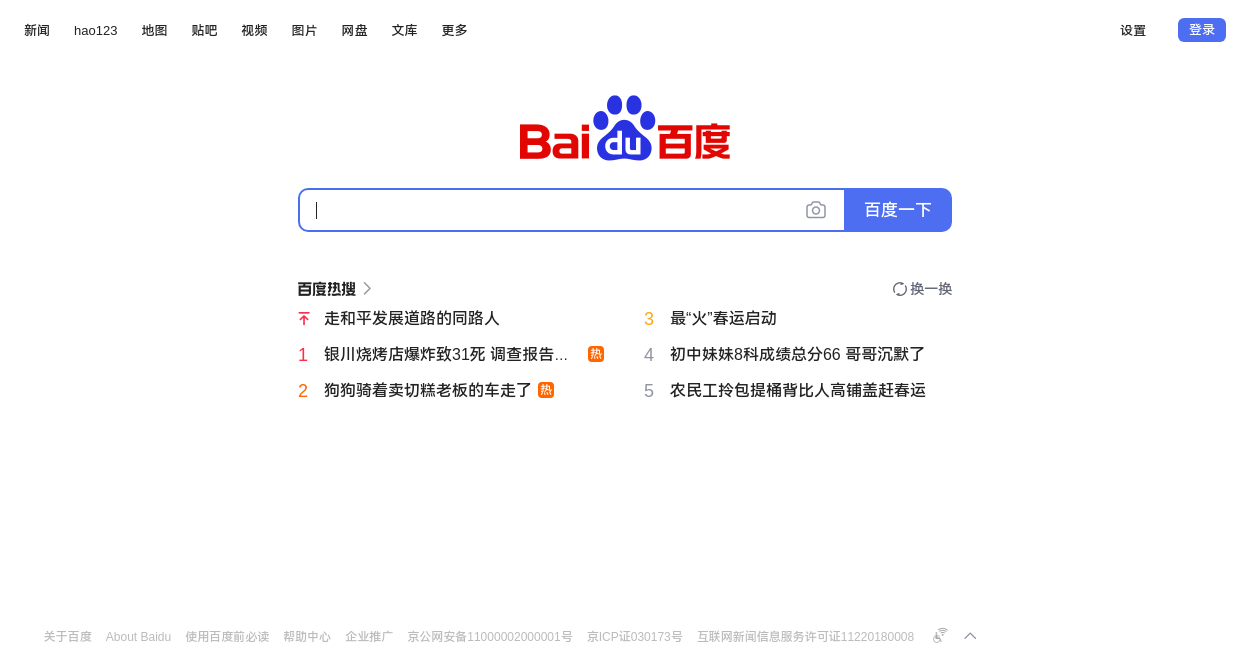 新闻 hao123 地图 贴吧 视频 图片 网盘 文库 更多 设置 登录
Bai du 百度
百度一下
百度热搜 换一换
走和平发展道路的同路人
3 最“火”春运启动
1 银川烧烤店爆炸致31死 调查报告... 热
4 初中妹妹8科成绩总分66 哥哥沉默了
2 狗狗骑着卖切糕老板的车走了 热
5 农民工拎包提桶背比人高铺盖赶春运
关于百度 About Baidu 使用百度前必读 帮助中心 企业推广 京公网安备11000002000001号 京ICP证030173号 互联网新闻信息服务许可证11220180008